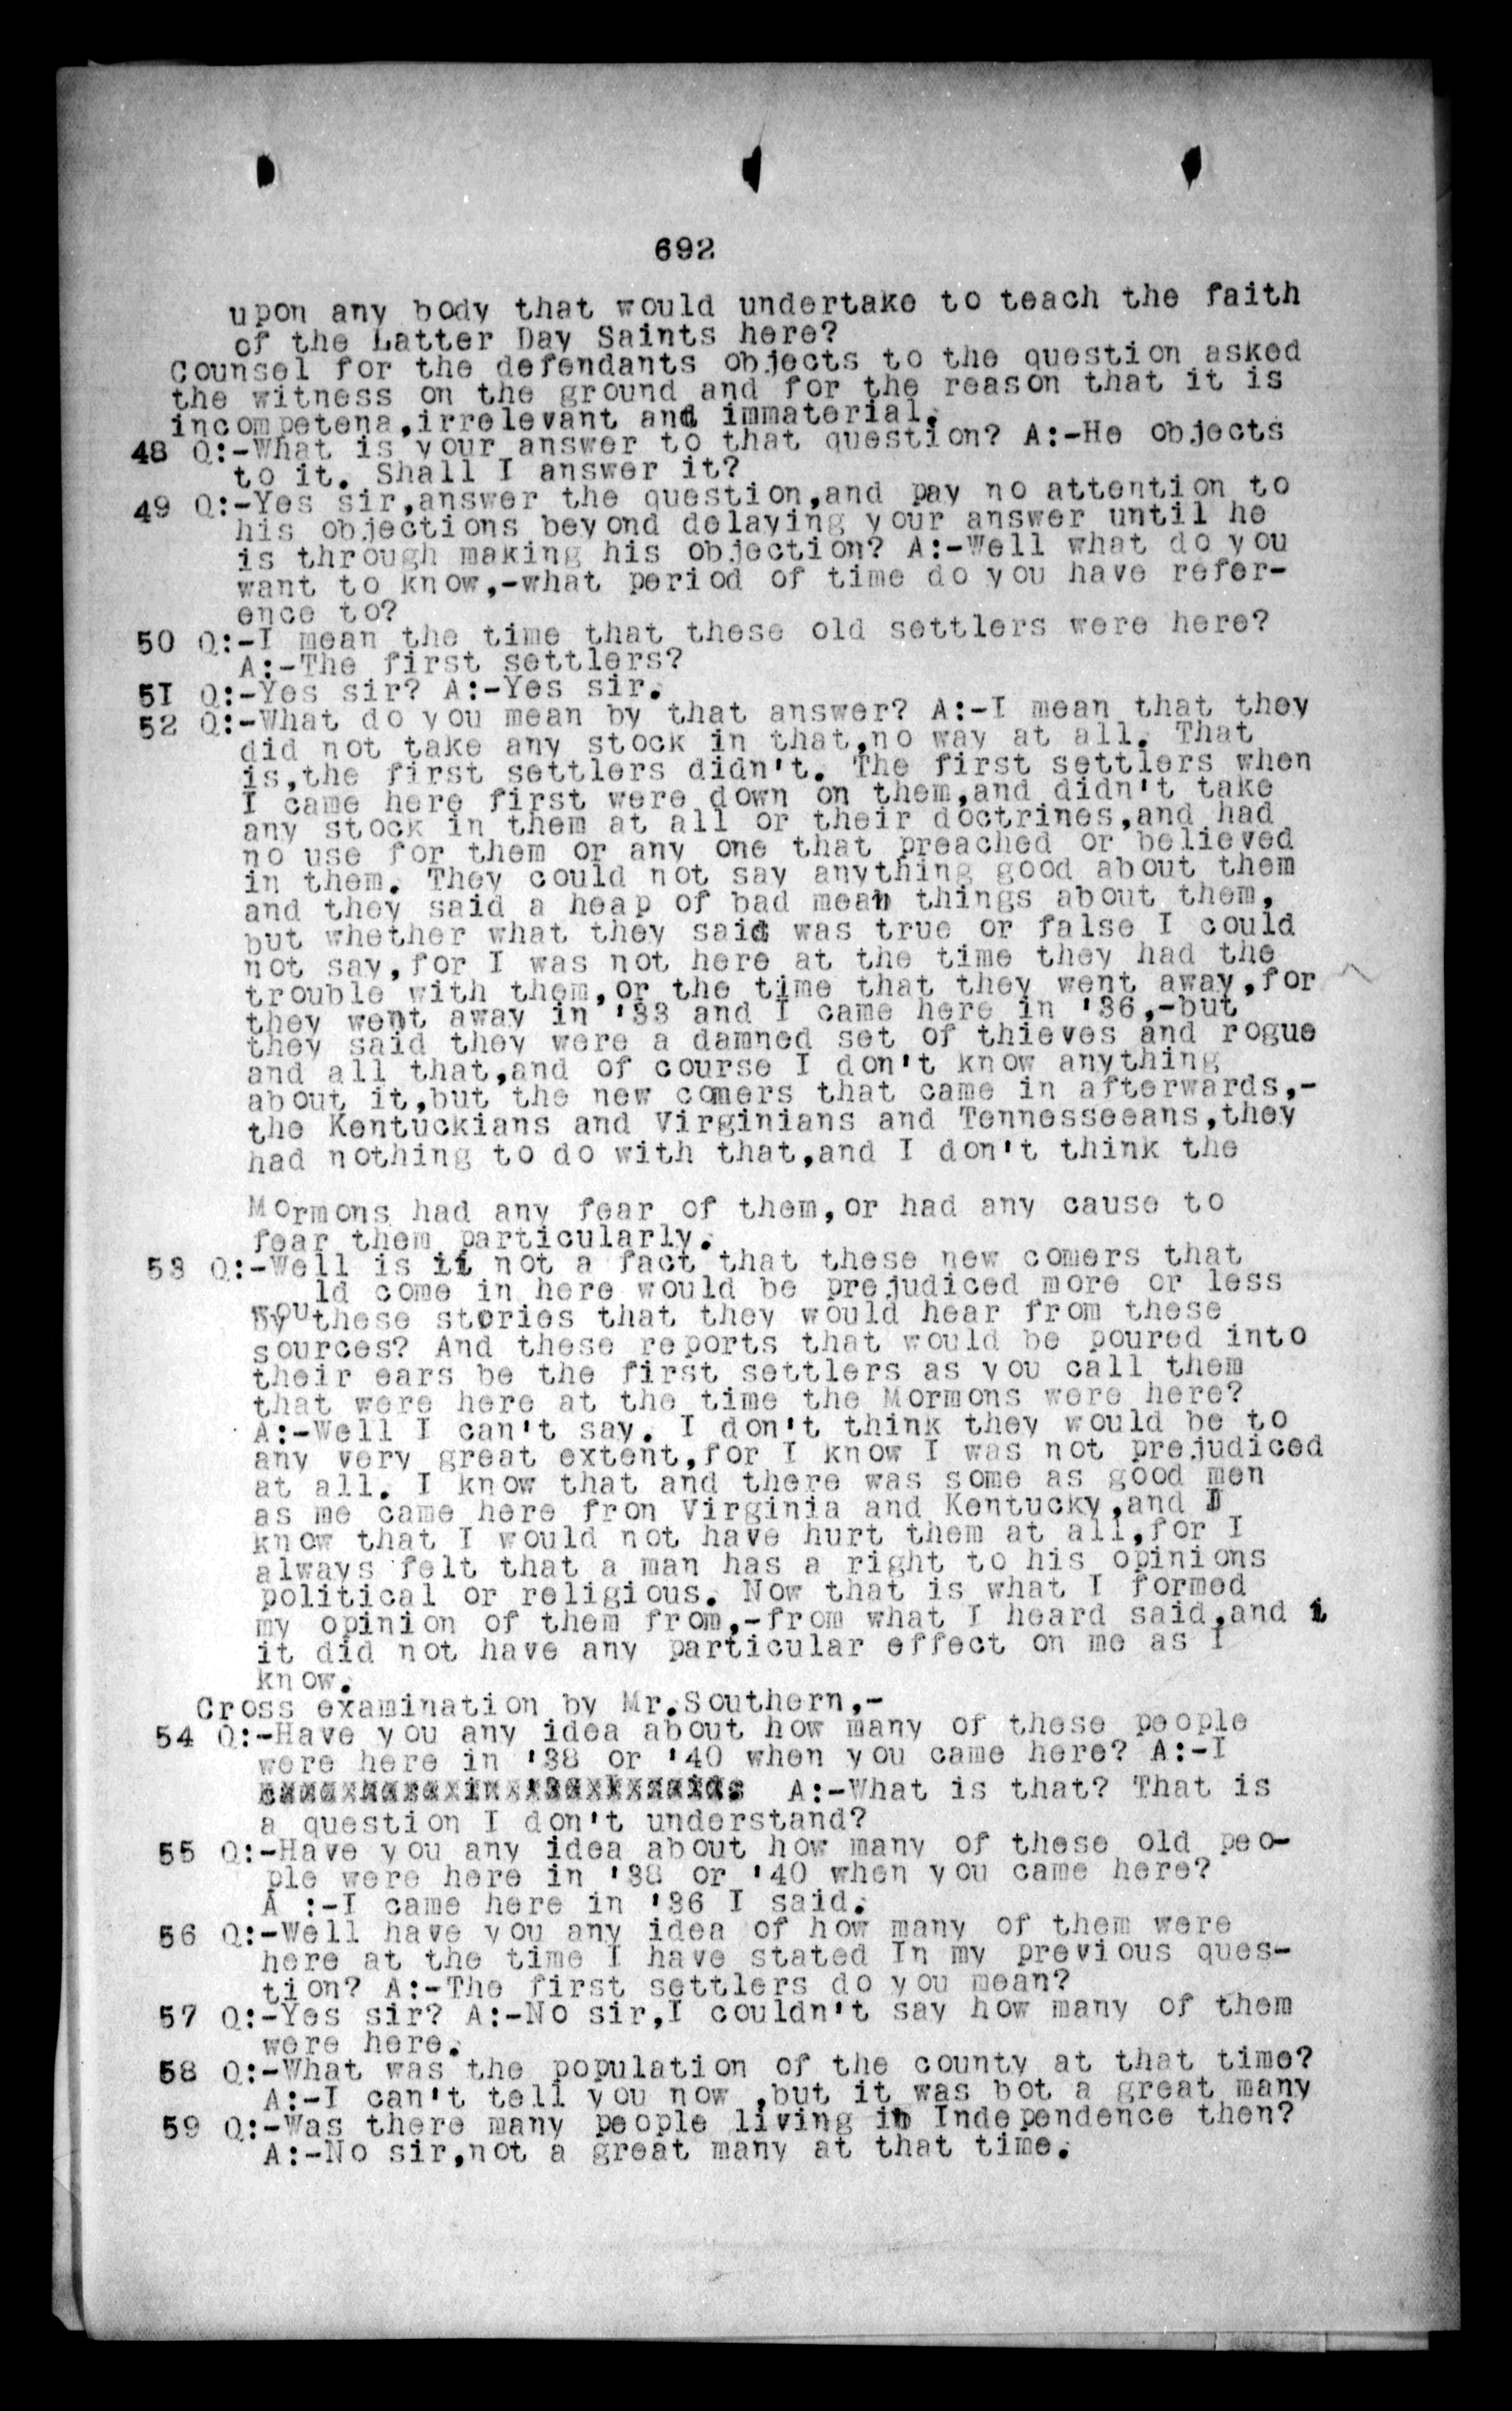 692
upon any body that would undertake to teach the faith
of the Latter Day Saints here?
Counsel for the defendants objects to the question asked
the witness on the ground and for the reason that it is
incompetena,irrelevant and immaterial.
48 Q:-What is your answer to that question? A:-He objects
to it. Shall I answer it?
49 Q:-Yes sir,answer the question,and pay no attention to
his objections beyond delaying your answer until he
is through making his objection? A:-Well what do you
want to know,-what period of time do you have refer-
ence to?
50 Q:-I mean the time that these old settlers were here?
A:-The first settlers?
51 Q:-Yes sir? A:-Yes sir.
52 Q:-What do you mean by that answer? A:-I mean that they
did not take any stock in that,no way at all. That
is,the first settlers didn't. The first settlers when
I came here first were down on them,and didn't take
any stock in them at all or their doctrines,and had
no use for them or any one that preached or believed
in them. They could not say anything good about them
and they said a heap of bad mean things about them,
but whether what they said was true or false I could
not say,for I was not here at the time they had the
trouble with them,or the time that they went away,for
they went away in '33 and I came here in '36,-but
they said they were a damned set of thieves and rogue
and all that,and of course I don't know anything
about it,but the new comers that came in afterwards,-
the Kentuckians and Virginians and Tennesseeans,they
had nothing to do with that,and I don't think the
Mormons had any fear of them,or had any cause to
fear them particularly.
53 Q:-Well is it not a fact that these new comers that
would come in here would be prejudiced more or less
by these stories that they would hear from these
sources? And these reports that would be poured into
their ears be the first settlers as you call them
that were here at the time the Mormons were here?
A:-Well I can't say. I don't think they would be to
any very great extent,for I know I was not prejudiced
at all. I know that and there was some as good men
as me came here fron Virginia and Kentucky,and I
know that I would not have hurt them at all,for I
always felt that a man has a right to his opinions
political or religious. Now that is what I formed
my opinion of them from,-from what I heard said,and i
it did not have any particular effect on me as I
know.
Cross examination by Mr.Southern,-
54 Q:-Have you any idea about how many of these people
were here in '38 or '40 when you came here? A:-I
A:-What is that? That is
a question I don't understand?
55 Q:-Have you any idea about how many of these old peo-
ple were here in '38 or '40 when you came here?
A :-I came here in '36 I said.
56 Q:-Well have you any idea of how many of them were
here at the time I have stated In my previous ques-
tion? A:-The first settlers do you mean?
57 Q:-Yes sir? A:-No sir,I couldn't say how many of them
were here.
58 Q:-What was the population of the county at that time?
A:-I can't tell you now ,but it was bot a great many
59 Q:-Was there many people living in Independence then?
A:-No sir,not a great many at that time.